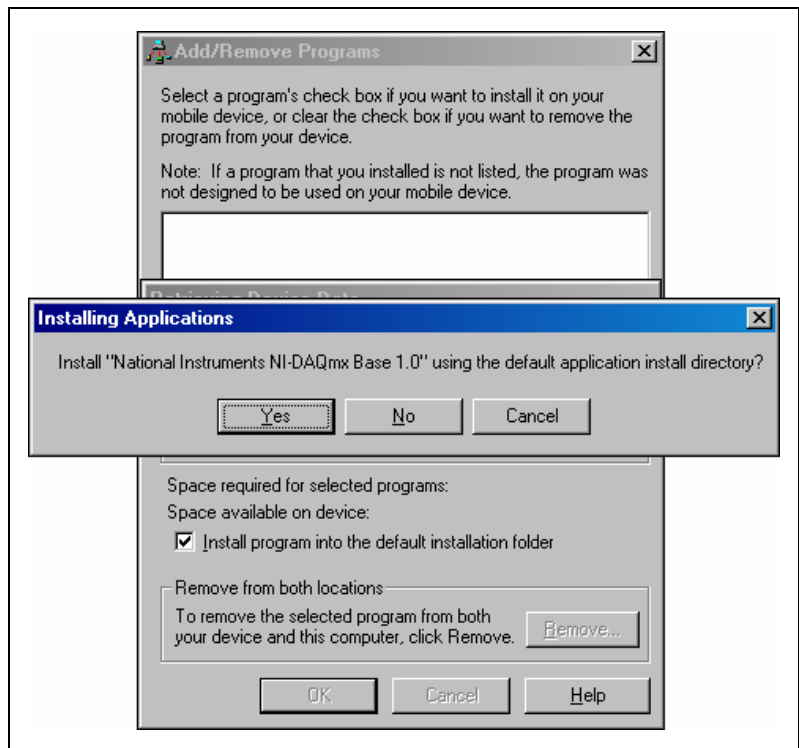 Add/Remove Programs
Select a program's check box if you want to install it on your
mobile device, or clear the check box if you want to remove the
program from your device.
Note: If a program that you installed is not listed, the program was
not designed to be used on your mobile device.
Retrieving Device Data
Installing Applications
Install "National Instruments NI-DAQmx Base 1.0" using the default application install directory?
Yes
No
Cancel
Space required for selected programs:
Space available on device:
Install program into the default installation folder
Remove from both locations
To remove the selected program from both
your device and this computer, click Remove.
Remove...
OK
Cancel
Help